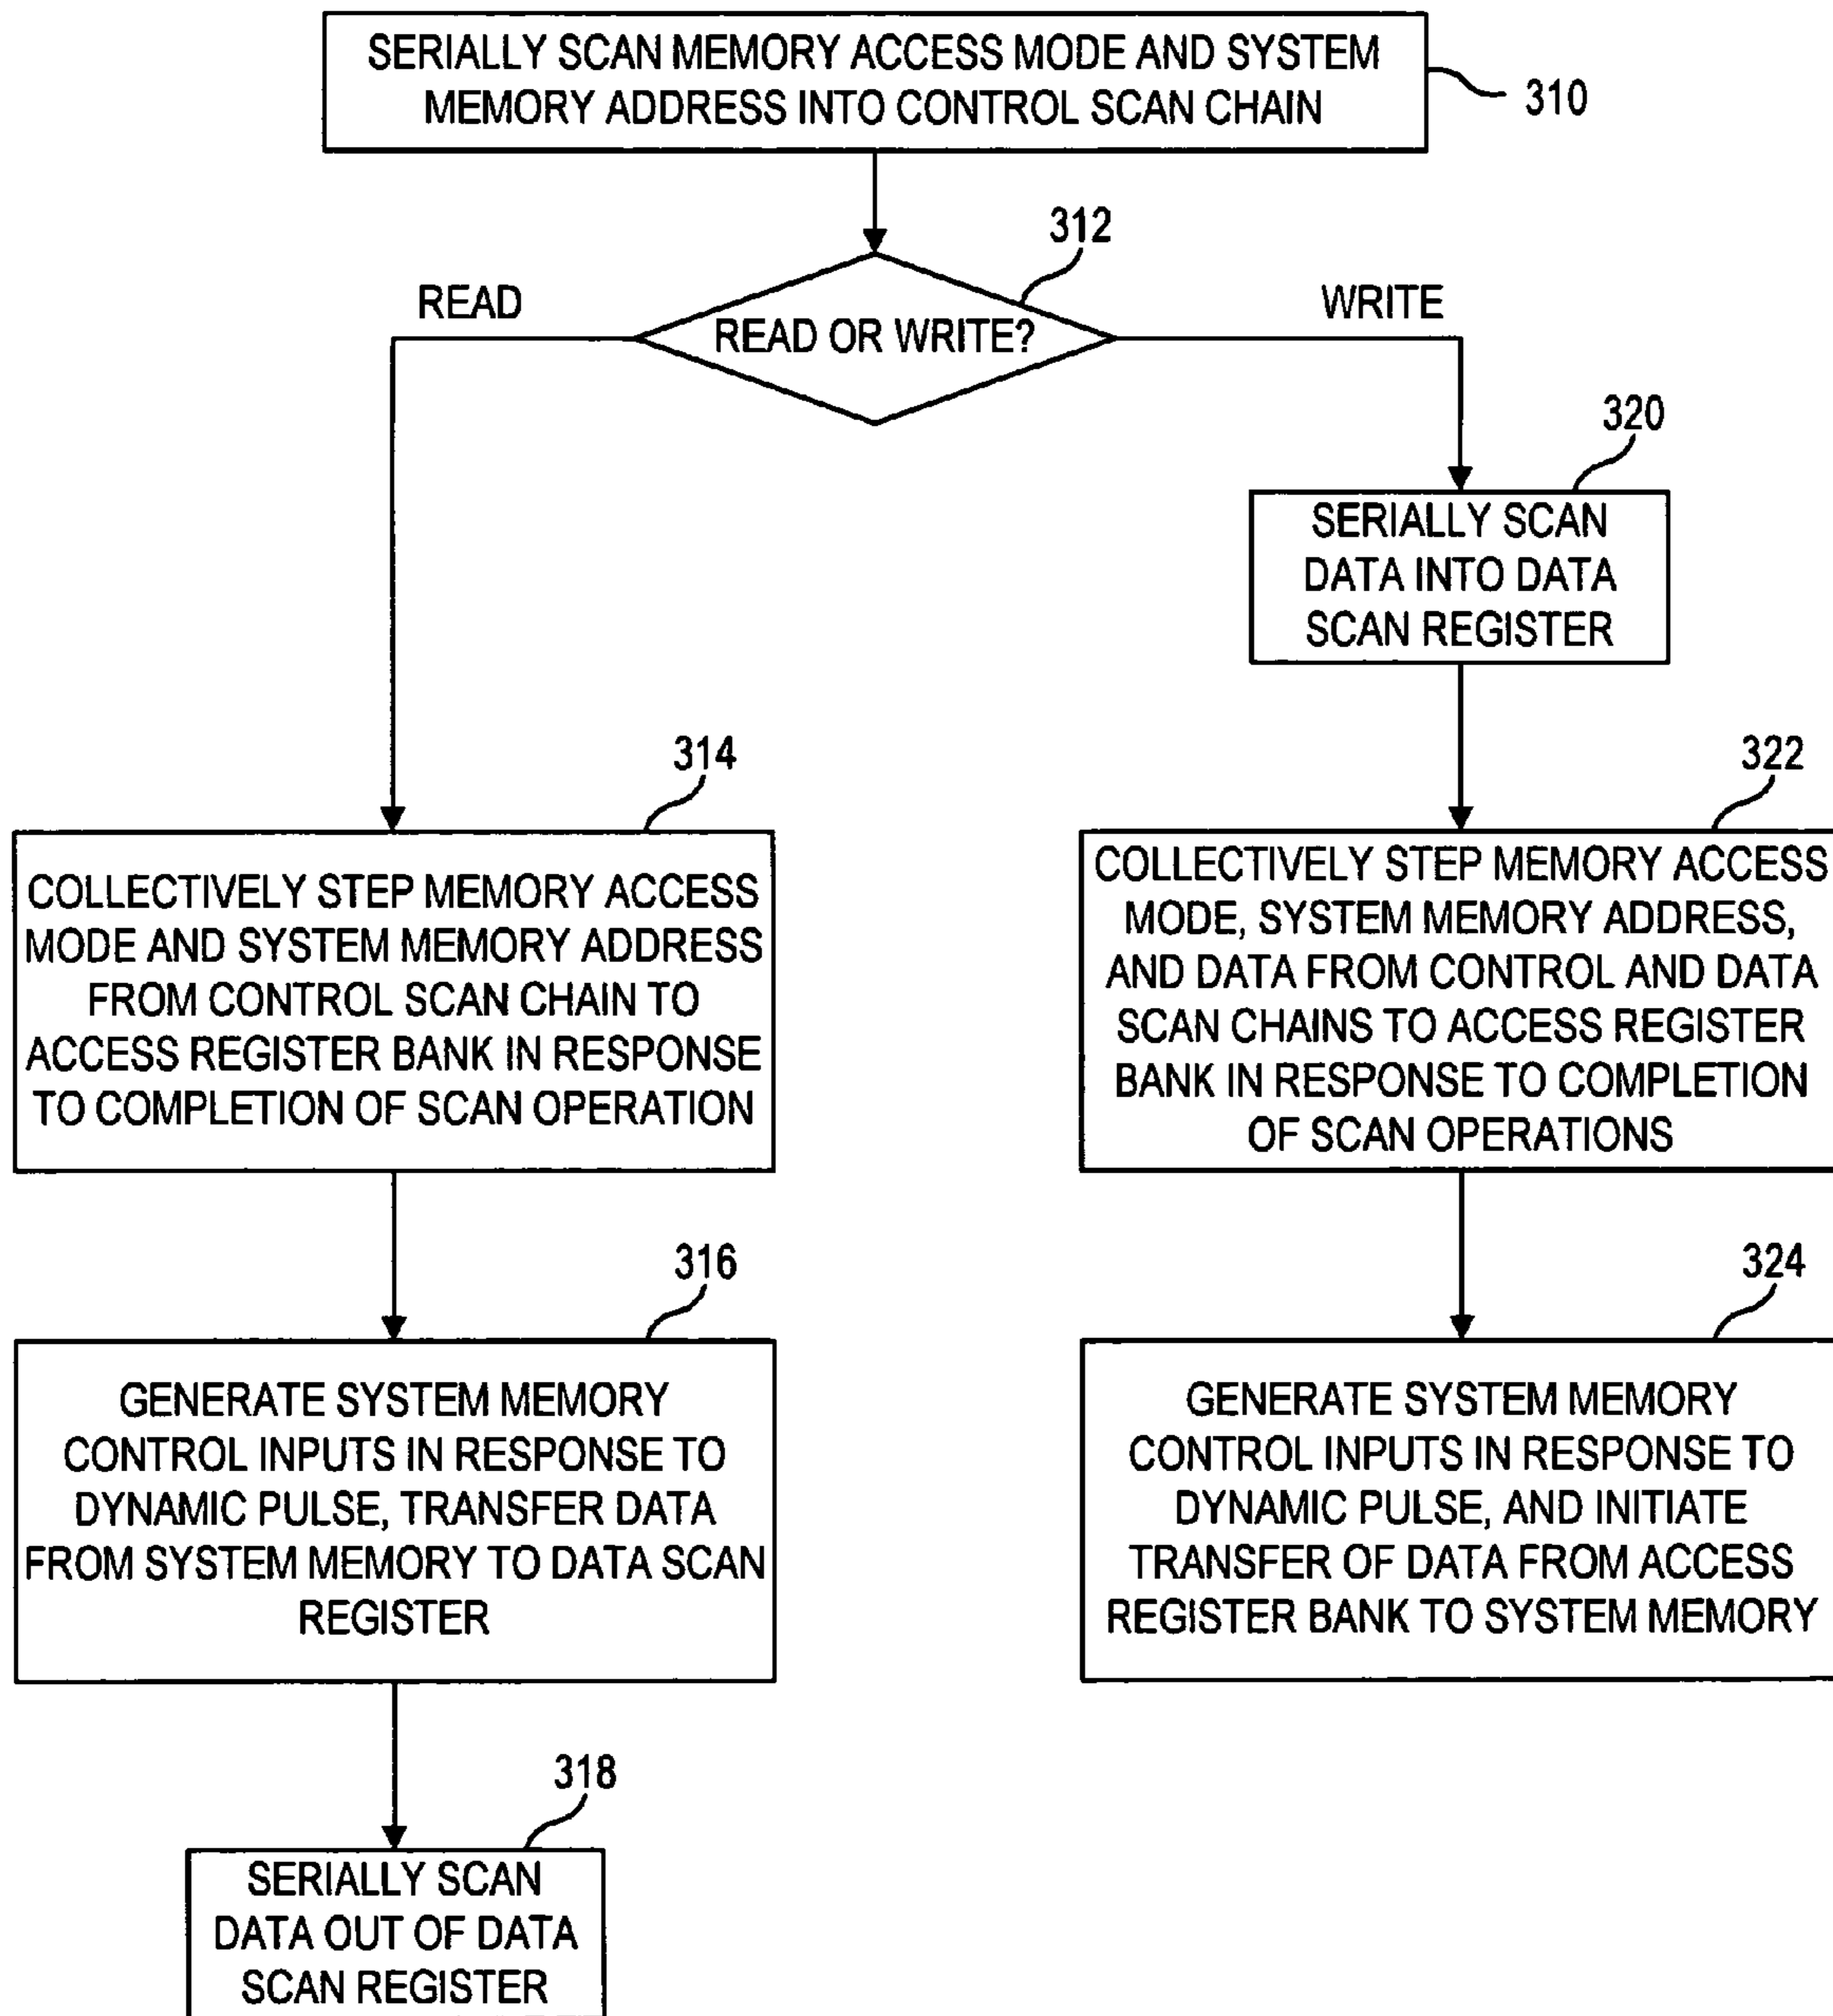 SERIALLY SCAN MEMORY ACCESS MODE AND SYSTEM
MEMORY ADDRESS INTO CONTROL SCAN CHAIN
310
312
READ
READ OR WRITE?
WRITE
320
SERIALLY SCAN
DATA INTO DATA
SCAN REGISTER
314
COLLECTIVELY STEP MEMORY ACCESS
MODE AND SYSTEM MEMORY ADDRESS
FROM CONTROL SCAN CHAIN TO
ACCESS REGISTER BANK IN RESPONSE
TO COMPLETION OF SCAN OPERATION
322
COLLECTIVELY STEP MEMORY ACCESS
MODE, SYSTEM MEMORY ADDRESS,
AND DATA FROM CONTROL AND DATA
SCAN CHAINS TO ACCESS REGISTER
BANK IN RESPONSE TO COMPLETION
OF SCAN OPERATIONS
316
GENERATE SYSTEM MEMORY
CONTROL INPUTS IN RESPONSE TO
DYNAMIC PULSE, TRANSFER DATA
FROM SYSTEM MEMORY TO DATA SCAN
REGISTER
324
GENERATE SYSTEM MEMORY
CONTROL INPUTS IN RESPONSE TO
DYNAMIC PULSE, AND INITIATE
TRANSFER OF DATA FROM ACCESS
REGISTER BANK TO SYSTEM MEMORY
318
SERIALLY SCAN
DATA OUT OF DATA
SCAN REGISTER